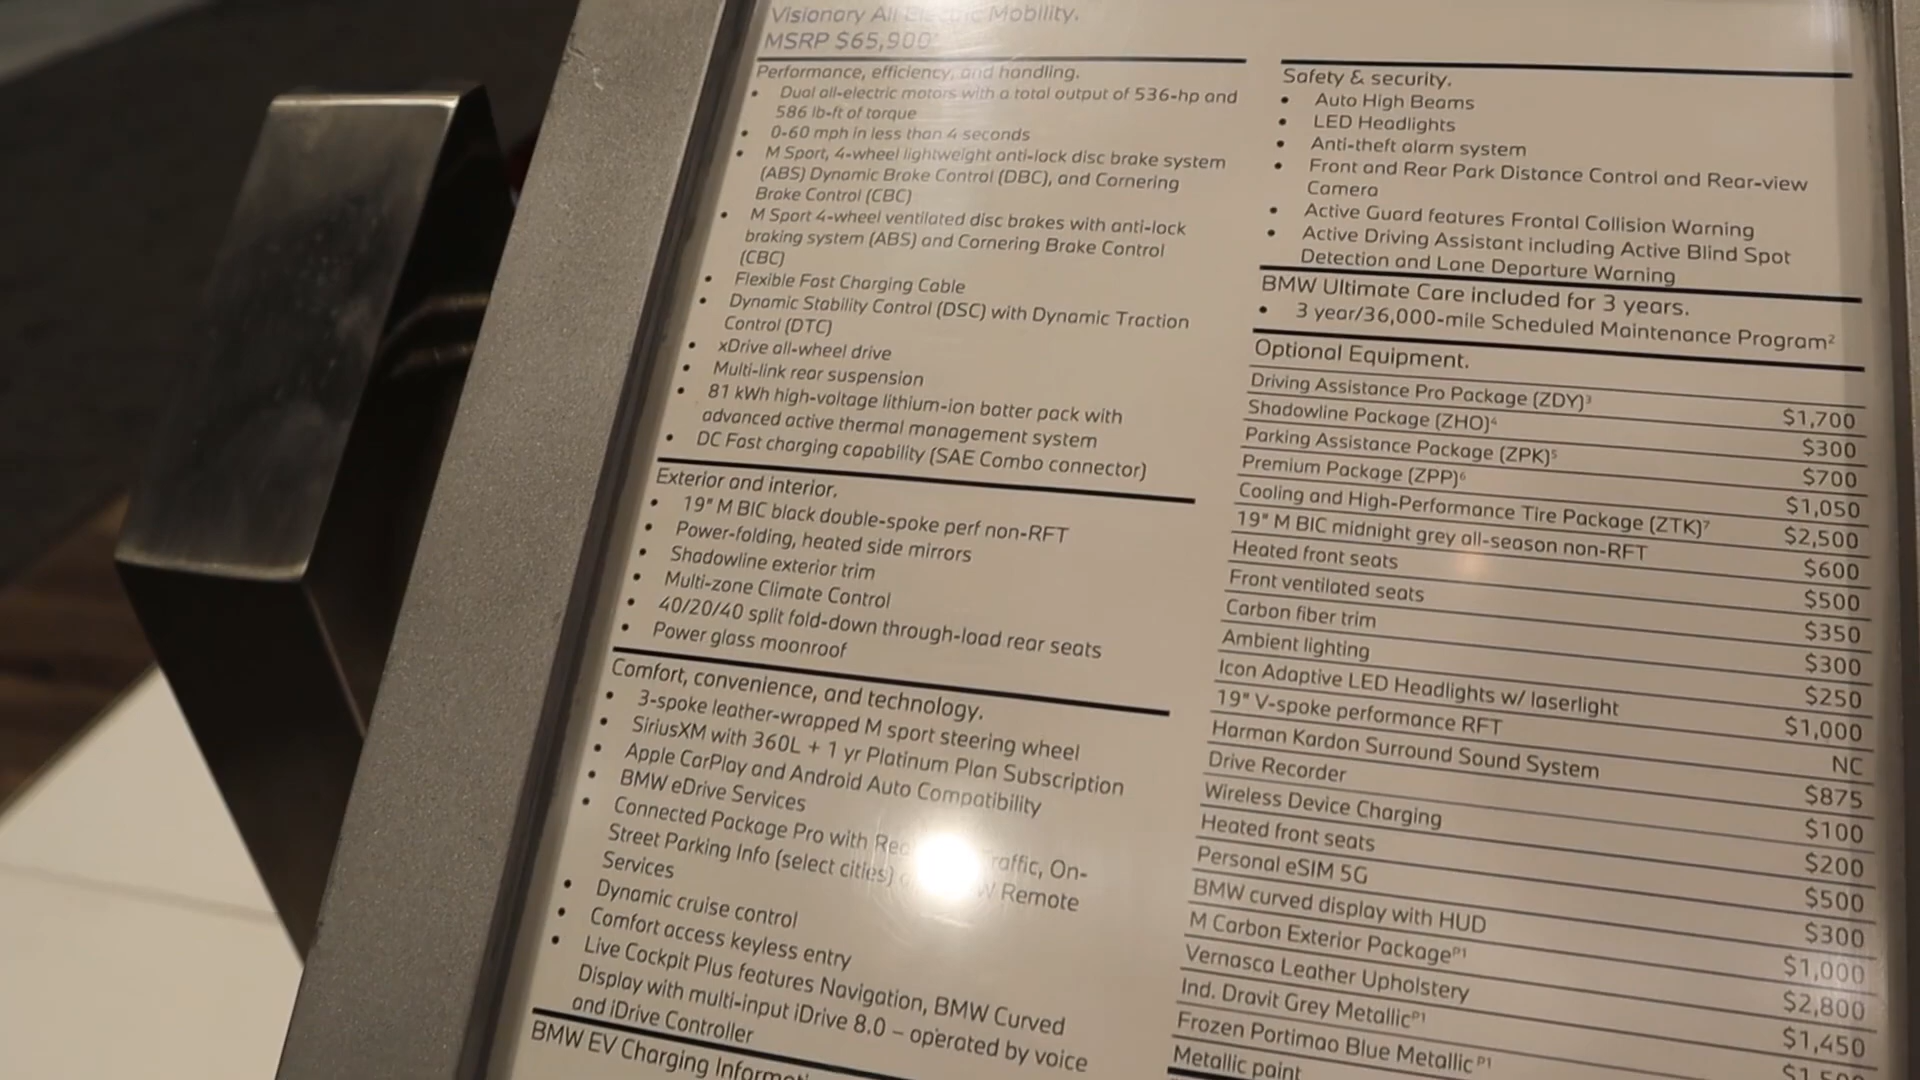 Visionary All Electric Mobility.
MSRP $65,900
Performance, efficiency, and handling.
• Dual all-electric motors with a total output of 536-hp and
586 lb-ft of torque
• 0-60 mph in less than 4 seconds
• M Sport, 4-wheel lightweight anti-lock disc brake system
(ABS) Dynamic Brake Control (DBC), and Cornering
Brake Control (CBC)
• M Sport 4-wheel ventilated disc brakes with anti-lock
braking system (ABS) and Cornering Brake Control
(CBC)
• Flexible Fast Charging Cable
• Dynamic Stability Control (DSC) with Dynamic Traction
Control (DTC)
• xDrive all-wheel drive
• Multi-link rear suspension
• 81 kWh high-voltage lithium-ion batter pack with
advanced active thermal management system
• DC Fast charging capability (SAE Combo connector)
Exterior and interior.
• 19" M BIC black double-spoke perf non-RFT
• Power-folding, heated side mirrors
• Shadowline exterior trim
• Multi-zone Climate Control
• 40/20/40 split fold-down through-load rear seats
• Power glass moonroof
Comfort, convenience, and technology.
• 3-spoke leather-wrapped M sport steering wheel
• SiriusXM with 360L + 1 yr Platinum Plan Subscription
• Apple CarPlay and Android Auto Compatibility
• BMW eDrive Services
• Connected Package Pro with Traffic, On-
Street Parking Info (select cities) Remote
Services
• Dynamic cruise control
• Comfort access keyless entry
• Live Cockpit Plus features Navigation, BMW Curved
Display with multi-input iDrive 8.0 – operated by voice
and iDrive Controller
BMW EV Charging
Safety & security.
• Auto High Beams
• LED Headlights
• Anti-theft alarm system
• Front and Rear Park Distance Control and Rear-view
Camera
• Active Guard features Frontal Collision Warning
• Active Driving Assistant including Active Blind Spot
Detection and Lane Departure Warning
BMW Ultimate Care included for 3 years.
• 3 year/36,000-mile Scheduled Maintenance Program²
Optional Equipment.
Driving Assistance Pro Package (ZDY)³ $1,700
Shadowline Package (ZHO)⁴ $300
Parking Assistance Package (ZPK)⁵ $700
Premium Package (ZPP)⁶ $1,050
Cooling and High-Performance Tire Package (ZTK)⁷ $2,500
19" M BIC midnight grey all-season non-RFT $600
Heated front seats $500
Front ventilated seats $350
Carbon fiber trim $300
Ambient lighting $250
Icon Adaptive LED Headlights w/ laserlight $1,000
19" V-spoke performance RFT NC
Harman Kardon Surround Sound System $875
Drive Recorder $100
Wireless Device Charging $200
Heated front seats $500
Personal eSIM 5G $300
BMW curved display with HUD $1,000
M Carbon Exterior Package ᴾ¹ $2,800
Vernasca Leather Upholstery $1,450
Ind. Dravit Grey Metallic ᴾ¹
Frozen Portimao Blue Metallic ᴾ¹
Metallic paint